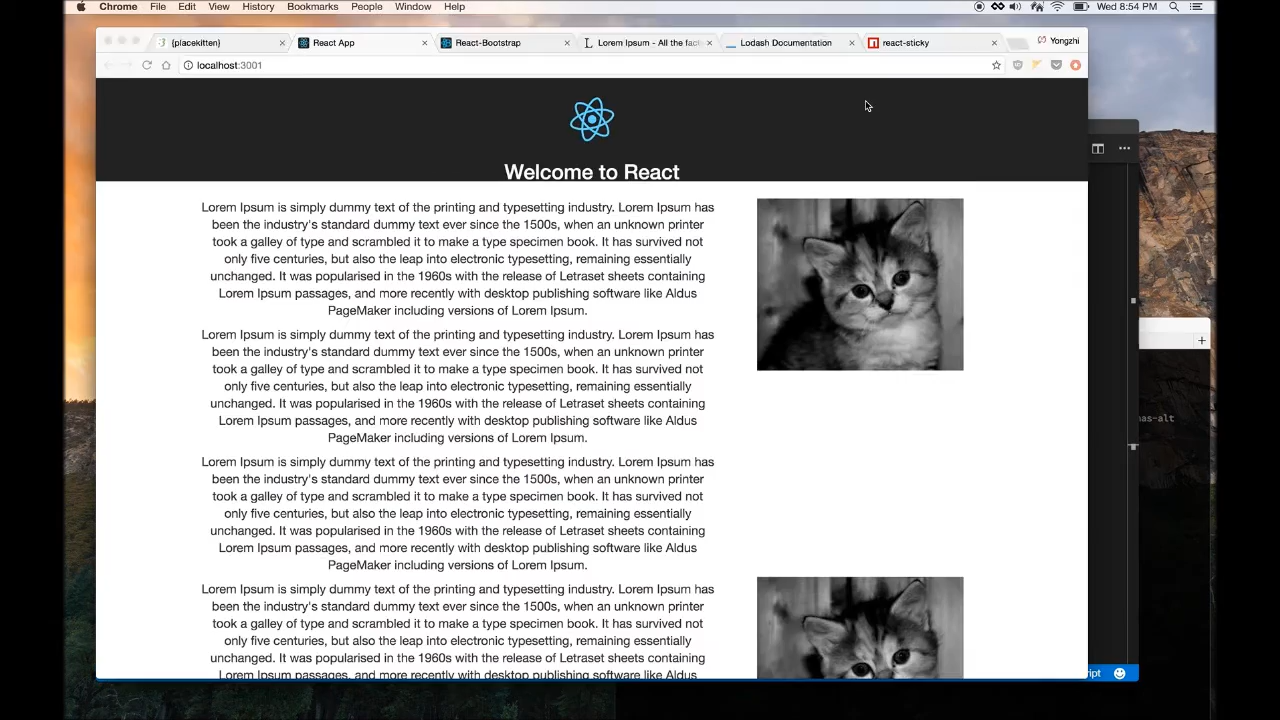 Chrome File Edit View History Bookmarks People Window Help Wed 8:54 PM
{placekitten} React App React-Bootstrap Lorem Ipsum - All the fac Lodash Documentation react-sticky Yongzhi
localhost:3001
Welcome to React
Lorem Ipsum is simply dummy text of the printing and typesetting industry. Lorem Ipsum has
been the industry's standard dummy text ever since the 1500s, when an unknown printer
took a galley of type and scrambled it to make a type specimen book. It has survived not
only five centuries, but also the leap into electronic typesetting, remaining essentially
unchanged. It was popularised in the 1960s with the release of Letraset sheets containing
Lorem Ipsum passages, and more recently with desktop publishing software like Aldus
PageMaker including versions of Lorem Ipsum.
Lorem Ipsum is simply dummy text of the printing and typesetting industry. Lorem Ipsum has
been the industry's standard dummy text ever since the 1500s, when an unknown printer
took a galley of type and scrambled it to make a type specimen book. It has survived not
only five centuries, but also the leap into electronic typesetting, remaining essentially
unchanged. It was popularised in the 1960s with the release of Letraset sheets containing
Lorem Ipsum passages, and more recently with desktop publishing software like Aldus
PageMaker including versions of Lorem Ipsum.
Lorem Ipsum is simply dummy text of the printing and typesetting industry. Lorem Ipsum has
been the industry's standard dummy text ever since the 1500s, when an unknown printer
took a galley of type and scrambled it to make a type specimen book. It has survived not
only five centuries, but also the leap into electronic typesetting, remaining essentially
unchanged. It was popularised in the 1960s with the release of Letraset sheets containing
Lorem Ipsum passages, and more recently with desktop publishing software like Aldus
PageMaker including versions of Lorem Ipsum.
Lorem Ipsum is simply dummy text of the printing and typesetting industry. Lorem Ipsum has
been the industry's standard dummy text ever since the 1500s, when an unknown printer
took a galley of type and scrambled it to make a type specimen book. It has survived not
only five centuries, but also the leap into electronic typesetting, remaining essentially
unchanged. It was popularised in the 1960s with the release of Letraset sheets containing
Lorem Ipsum passages, and more recently with desktop publishing software like Aldus
nas-alt
ript